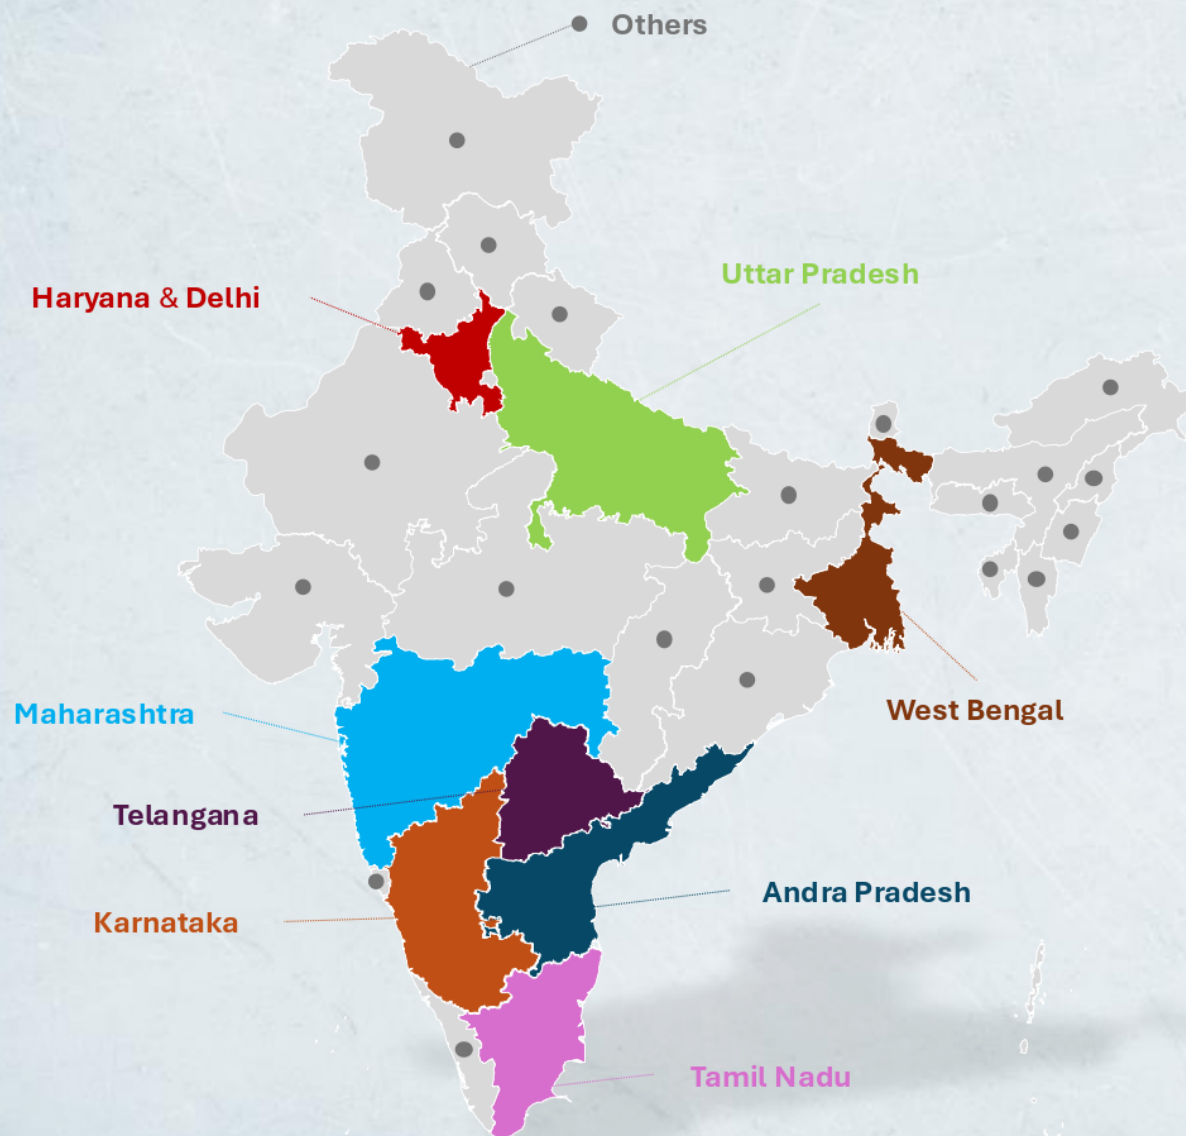 Others
Uttar Pradesh
Haryana & Delhi
Maharashtra
West Bengal
Telangana
Andra Pradesh
Karnataka
Tamil Nadu